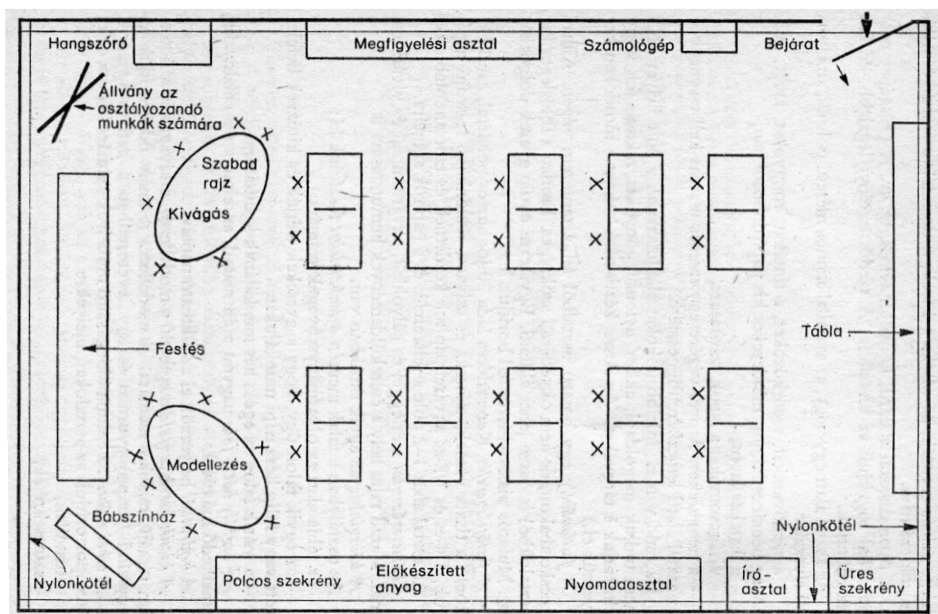 Hangszóró
Megfigyelési asztal
Számológép
Bejárat
Állvány az
osztályozandó
munkák számára
Szabad
rajz
Kivágás
Festés
Tábla
Modellezés
Bábszínház
Nylonkötél
Nylonkötél
Polcos szekrény
Előkészített
anyag
Nyomdaasztal
Író-
asztal
Üres
szekrény